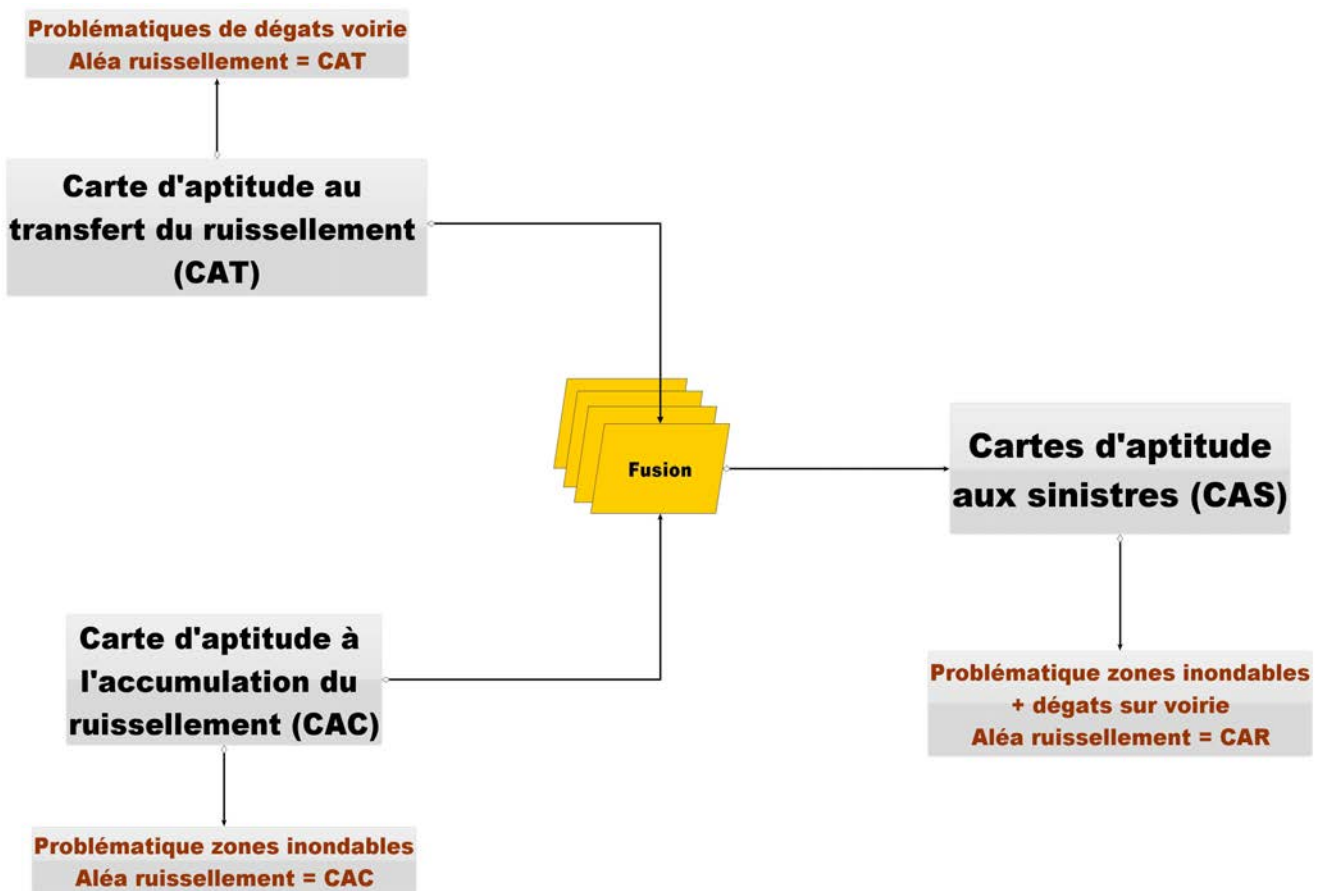 Problématiques de dégats voirie
Aléa ruissellement = CAT
Carte d'aptitude au
transfert du ruissellement
(CAT)
Fusion
Cartes d'aptitude
aux sinistres (CAS)
Carte d'aptitude à
l'accumulation du
ruissellement (CAC)
Problématique zones inondables
+ dégats sur voirie
Aléa ruissellement = CAR
Problématique zones inondables
Aléa ruissellement = CAC